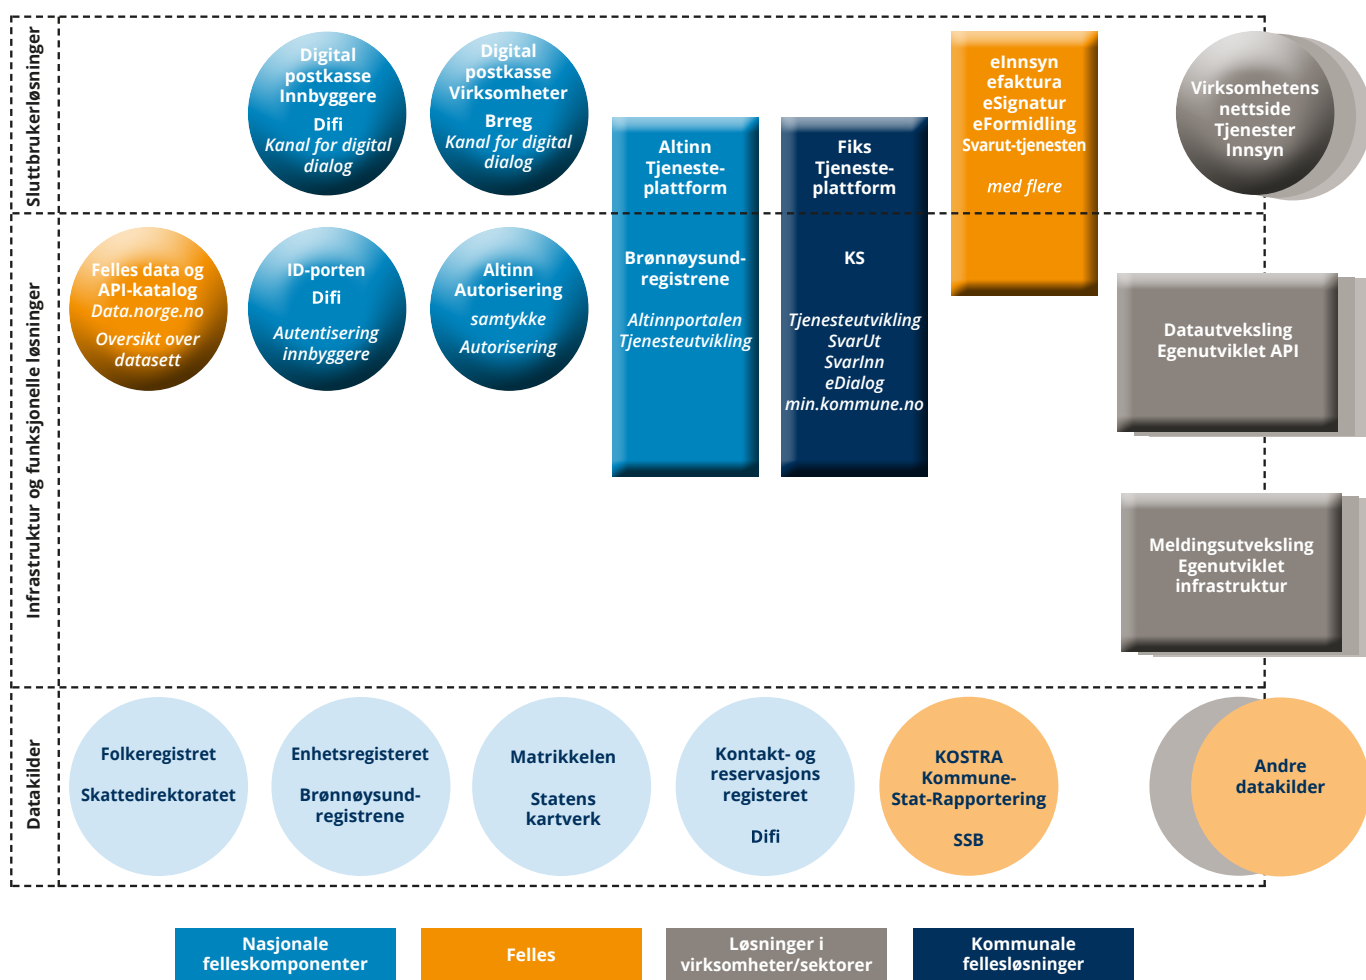 Sluttbrukerløsninger
Digital
postkasse
Innbyggere
Difi
Kanal for digital
dialog
Digital
postkasse
Virksomheter
Brreg
Kanal for digital
dialog
Altinn
Tjeneste-
plattform
Brønnøysund-
registrene
Altinnportalen
Tjenesteutvikling
Fiks
Tjeneste-
plattform
KS
Tjenesteutvikling
SvarUt
SvarInn
eDialog
min.kommune.no
eInnsyn
efaktura
eSignatur
eFormidling
Svarut-tjenesten
med flere
Virksomhetens
nettside
Tjenester
Innsyn
Infrastruktur og funksjonelle løsninger
Felles data og
API-katalog
Data.norge.no
Oversikt over
datasett
ID-porten
Difi
Autentisering
innbyggere
Altinn
Autorisering
samtykke
Autorisering
Datautveksling
Egenutviklet API
Meldingsutveksling
Egenutviklet
infrastruktur
Datakilder
Folkeregistret
Skattedirektoratet
Enhetsregisteret
Brønnøysund-
registrene
Matrikkelen
Statens
kartverk
Kontakt- og
reservasjons
registeret
Difi
KOSTRA
Kommune-
Stat-Rapportering
SSB
Andre
datakilder
Nasjonale
felleskomponenter
Felles
Løsninger i
virksomheter/sektorer
Kommunale
fellesløsninger